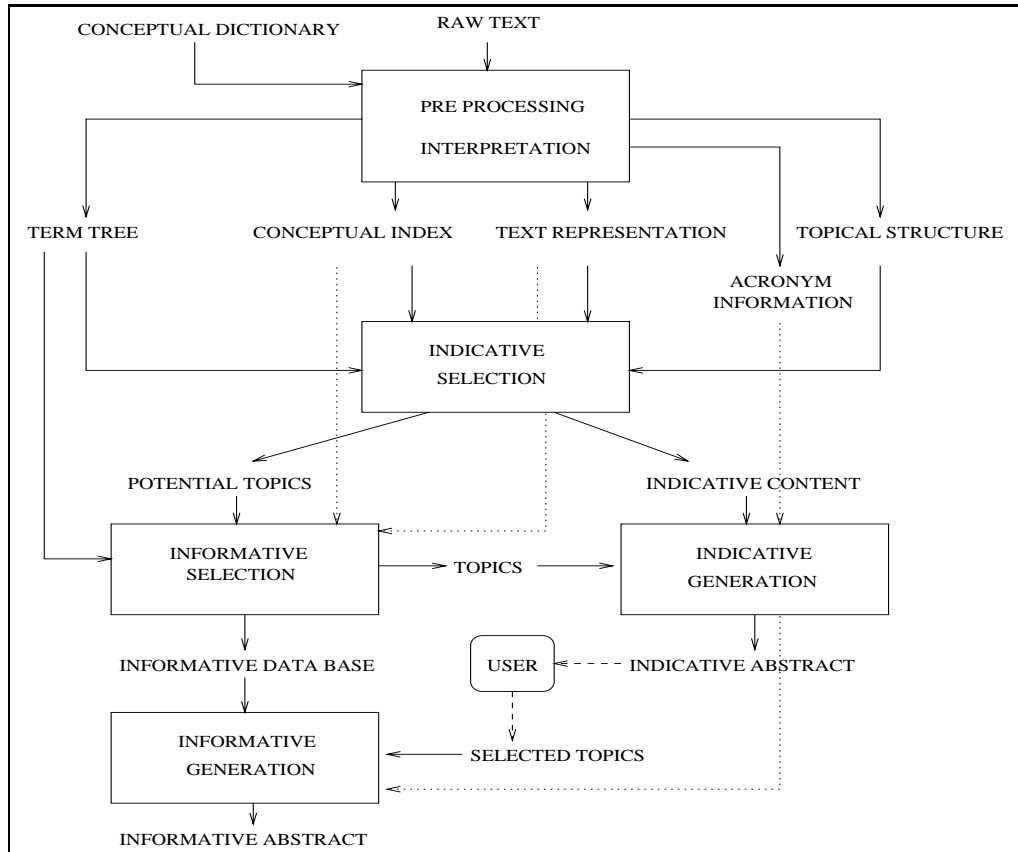 RAW TEXT
CONCEPTUAL DICTIONARY
PRE PROCESSING
INTERPRETATION
TERM TREE
CONCEPTUAL INDEX
TEXT REPRESENTATION
TOPICAL STRUCTURE
ACRONYM
INFORMATION
INDICATIVE
SELECTION
POTENTIAL TOPICS
INDICATIVE CONTENT
INFORMATIVE
SELECTION
TOPICS
INDICATIVE
GENERATION
INFORMATIVE DATA BASE
USER
INDICATIVE ABSTRACT
INFORMATIVE
GENERATION
SELECTED TOPICS
INFORMATIVE ABSTRACT